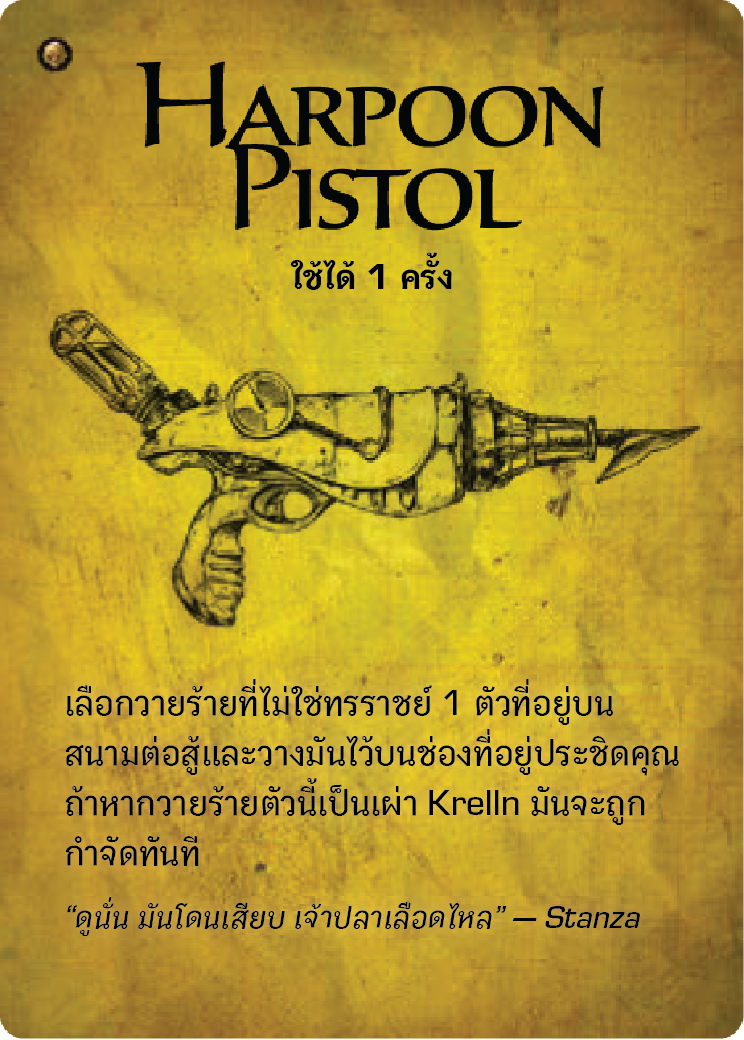 HARPOON
PISTOL
ใช้ได้ 1 ครั้ง
เลือกวายร้ายที่ไม่ใช่ทรราชย์ 1 ตัวที่อยู่บน
สนามต่อสู้และวางมันไว้บนช่องที่อยู่ประชิดคุณ
ถ้าหากวายร้ายตัวนี้เป็นเผ่า Krelln มันจะถูก
กำจัดทันที
“ดูนั่น มันโดนเสียบ เจ้าปลาเลือดไหล” — Stanza